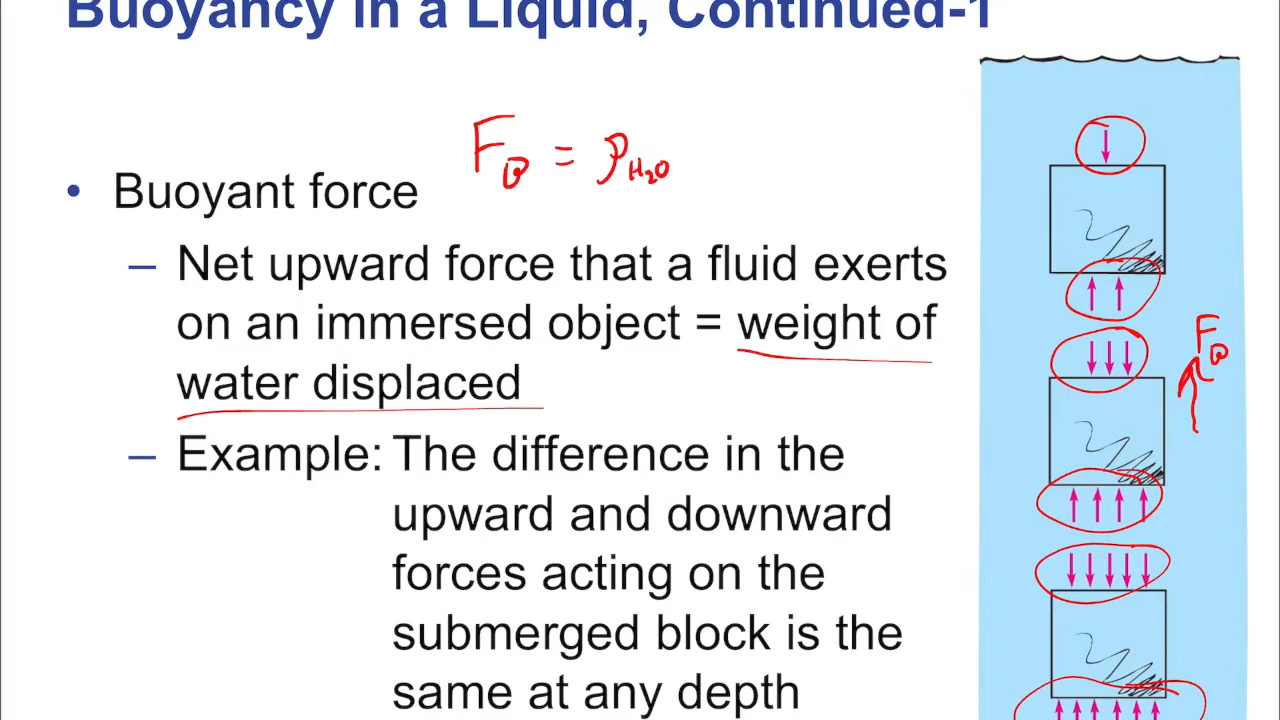 Buoyancy in a Liquid, Continued-1
F_B = ρ_H₂O
• Buoyant force
– Net upward force that a fluid exerts
on an immersed object = weight of
water displaced
F_B
– Example: The difference in the
upward and downward
forces acting on the
submerged block is the
same at any depth